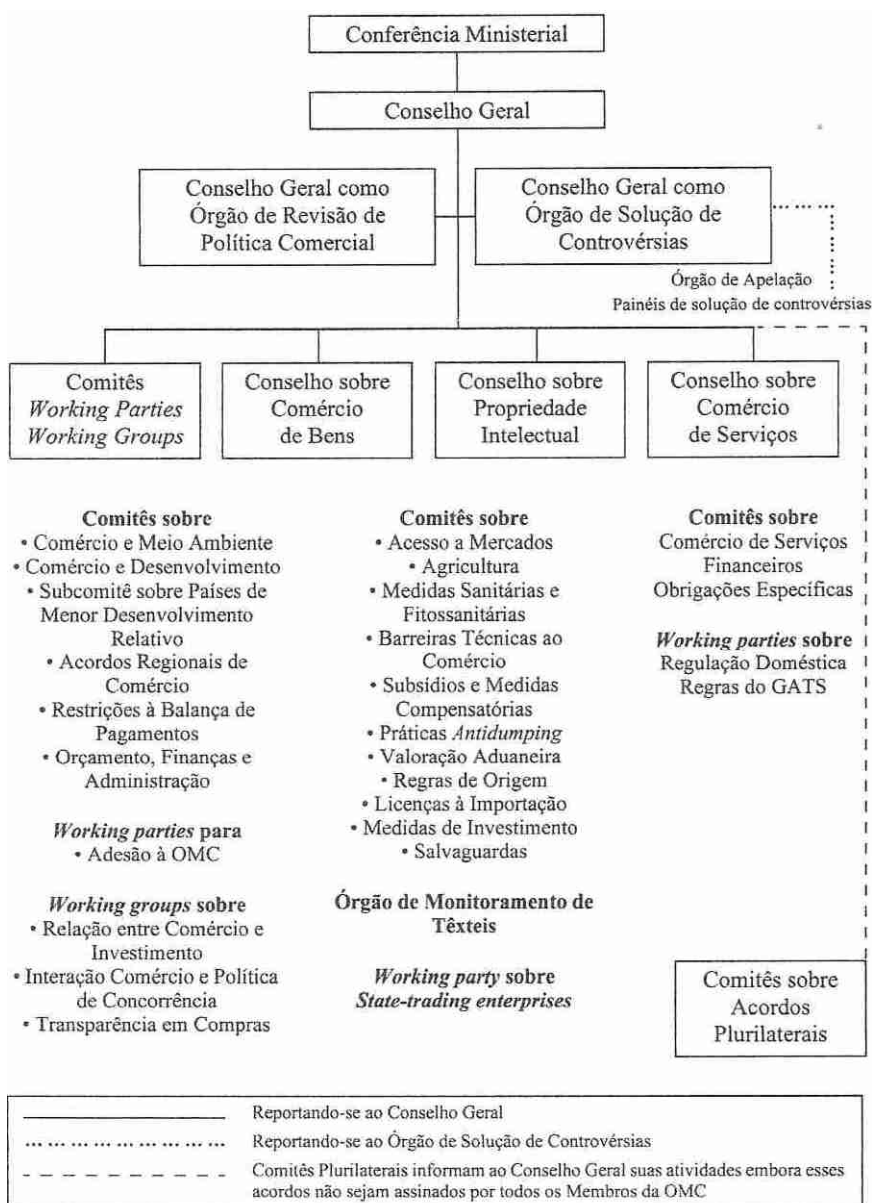 Conferência Ministerial
Conselho Geral
Conselho Geral como
Órgão de Revisão de
Política Comercial
Conselho Geral como
Órgão de Solução de
Controvérsias
Órgão de Apelação
Painéis de solução de controvérsias
Comitês
Working Parties
Working Groups
Conselho sobre
Comércio
de Bens
Conselho sobre
Propriedade
Intelectual
Conselho sobre
Comércio
de Serviços
Comitês sobre
• Comércio e Meio Ambiente
• Comércio e Desenvolvimento
• Subcomitê sobre Países de
Menor Desenvolvimento
Relativo
• Acordos Regionais de
Comércio
• Restrições à Balança de
Pagamentos
• Orçamento, Finanças e
Administração
Working parties para
• Adesão à OMC
Working groups sobre
• Relação entre Comércio e
Investimento
• Interação Comércio e Política
de Concorrência
• Transparência em Compras
Comitês sobre
• Acesso a Mercados
• Agricultura
• Medidas Sanitárias e
Fitossanitárias
• Barreiras Técnicas ao
Comércio
• Subsídios e Medidas
Compensatórias
• Práticas Antidumping
• Valoração Aduaneira
• Regras de Origem
• Licenças à Importação
• Medidas de Investimento
• Salvaguardas
Órgão de Monitoramento de
Têxteis
Working party sobre
State-trading enterprises
Comitês sobre
Comércio de Serviços
Financeiros
Obrigações Específicas
Working parties sobre
Regulação Doméstica
Regras do GATS
Comitês sobre
Acordos
Plurilaterais
Reportando-se ao Conselho Geral
Reportando-se ao Órgão de Solução de Controvérsias
Comitês Plurilaterais informam ao Conselho Geral suas atividades embora esses
acordos não sejam assinados por todos os Membros da OMC